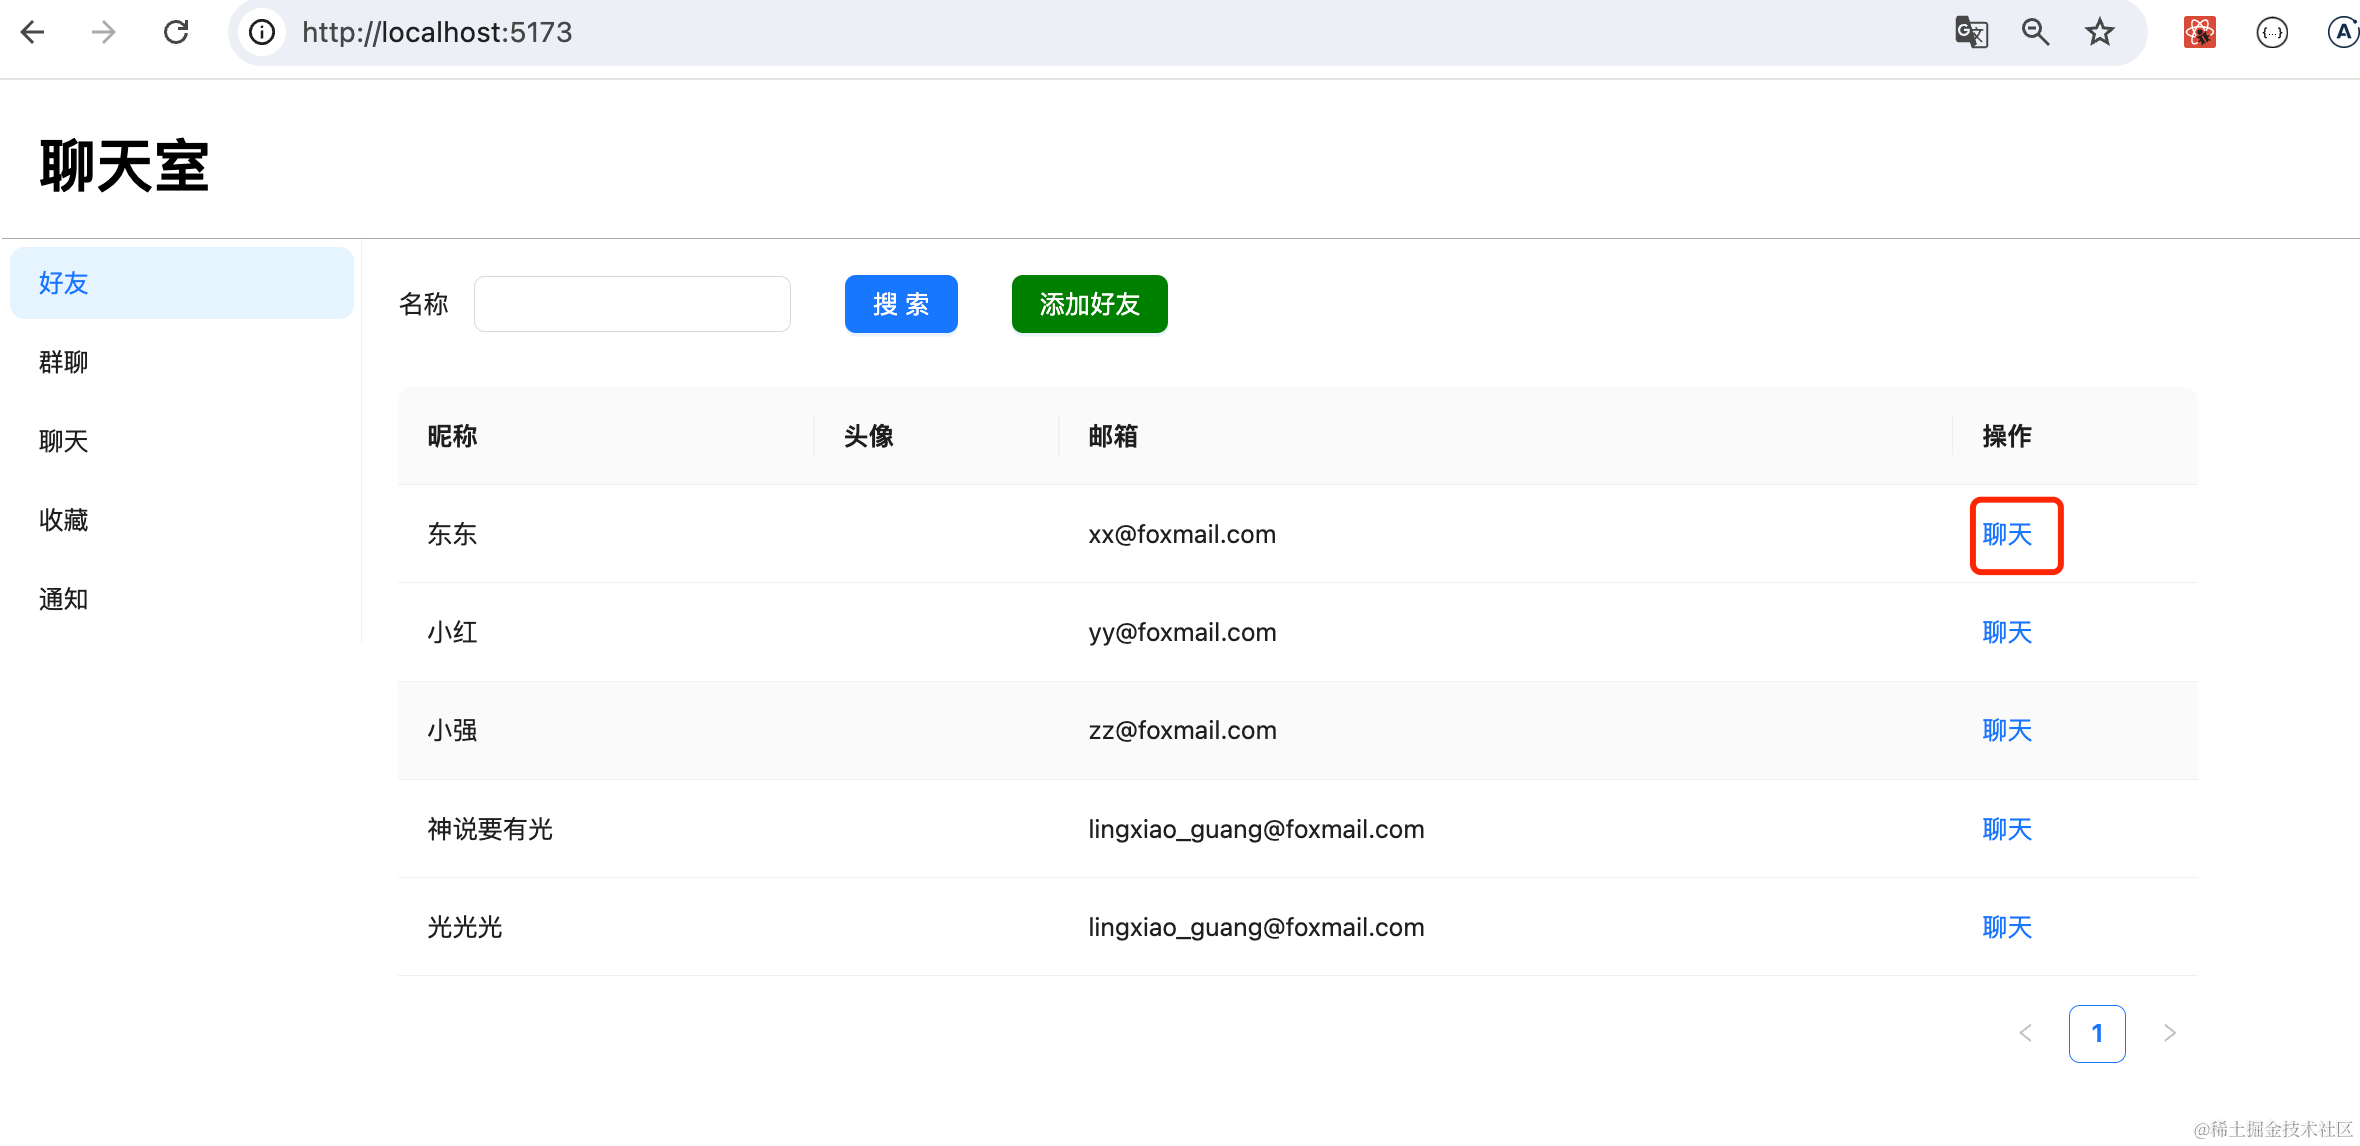 http://localhost:5173
聊天室
好友
群聊
聊天
收藏
通知
名称 搜 索 添加好友
昵称 头像 邮箱 操作
东东 xx@foxmail.com 聊天
小红 yy@foxmail.com 聊天
小强 zz@foxmail.com 聊天
神说要有光 lingxiao_guang@foxmail.com 聊天
光光光 lingxiao_guang@foxmail.com 聊天
< 1 >
@稀土掘金技术社区